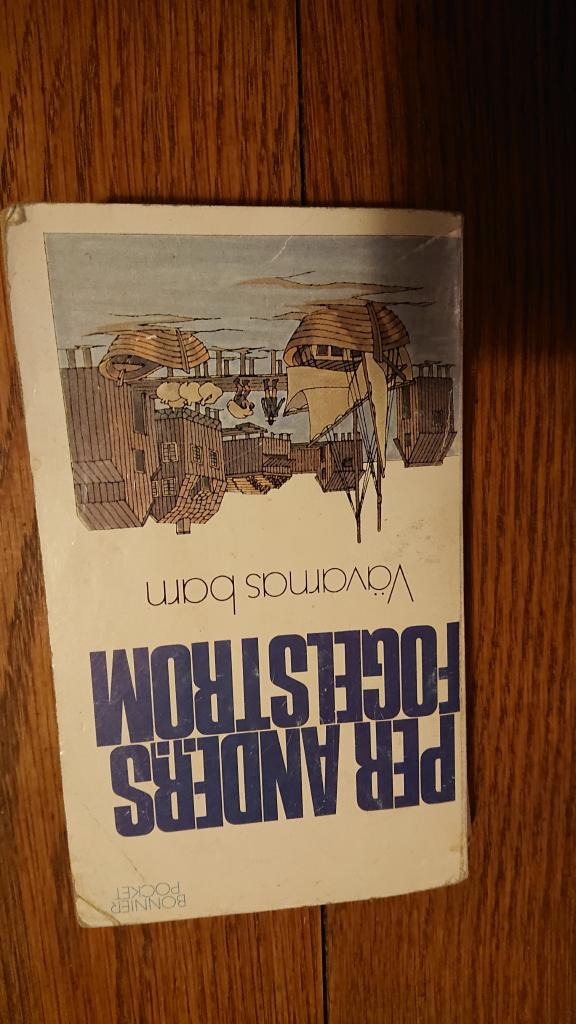 BONNIER
POCKET
PER ANDERS
FOGELSTRÖM
Vävarnas barn